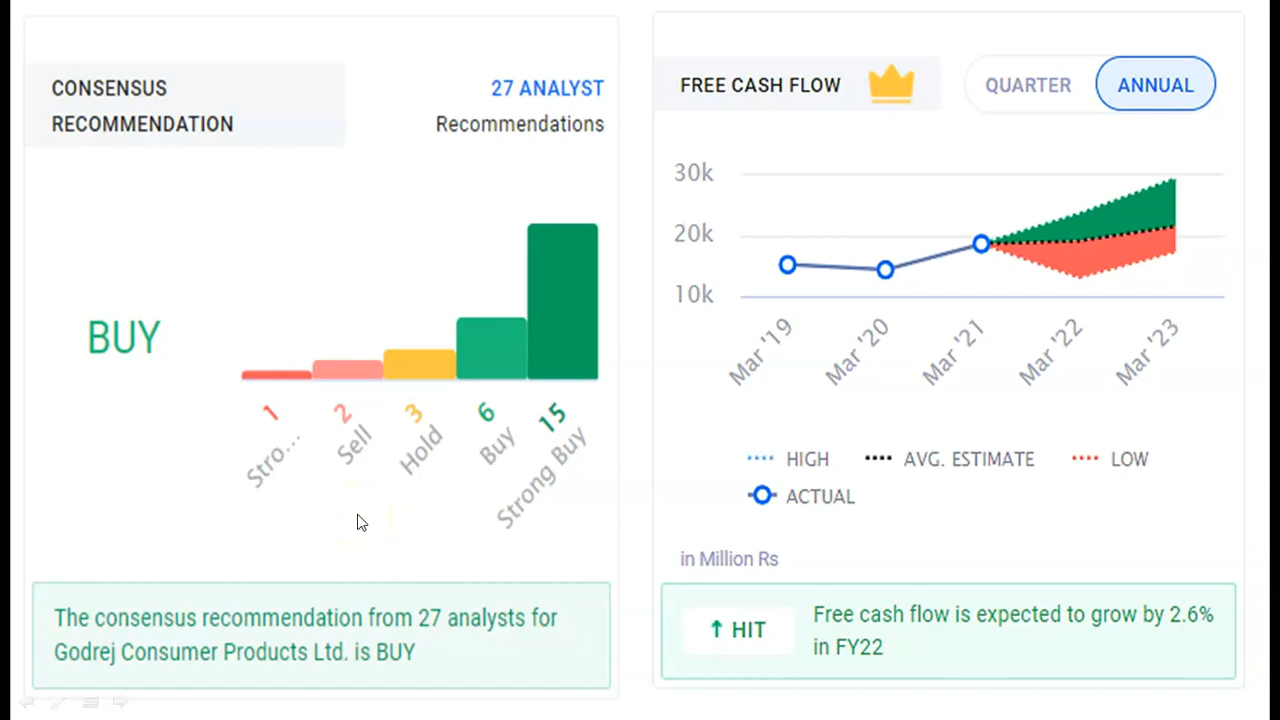 CONSENSUS
RECOMMENDATION
27 ANALYST
Recommendations
BUY
1
2
3
6
15
Stro...
Sell
Hold
Buy
Strong Buy
The consensus recommendation from 27 analysts for
Godrej Consumer Products Ltd. is BUY
FREE CASH FLOW
QUARTER
ANNUAL
30k
20k
10k
Mar '19
Mar '20
Mar '21
Mar '22
Mar '23
HIGH
AVG. ESTIMATE
LOW
ACTUAL
in Million Rs
↑ HIT
Free cash flow is expected to grow by 2.6%
in FY22